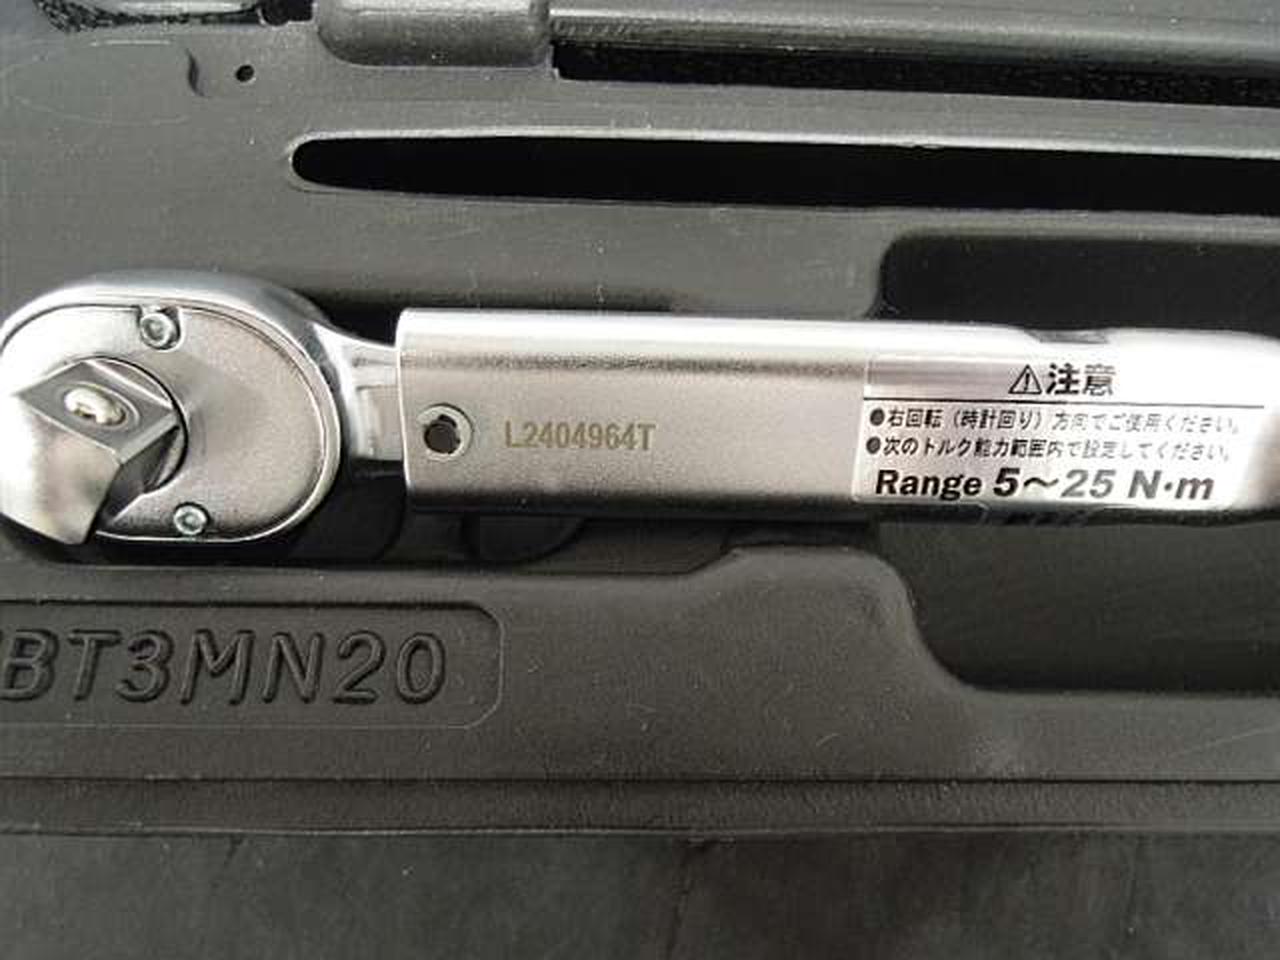 L2404964T
⚠注意
●右回転（時計回り）方向でご使用ください。
●次のトルク能力範囲内で設定してください。
Range 5～25 N・m
BT3MN20